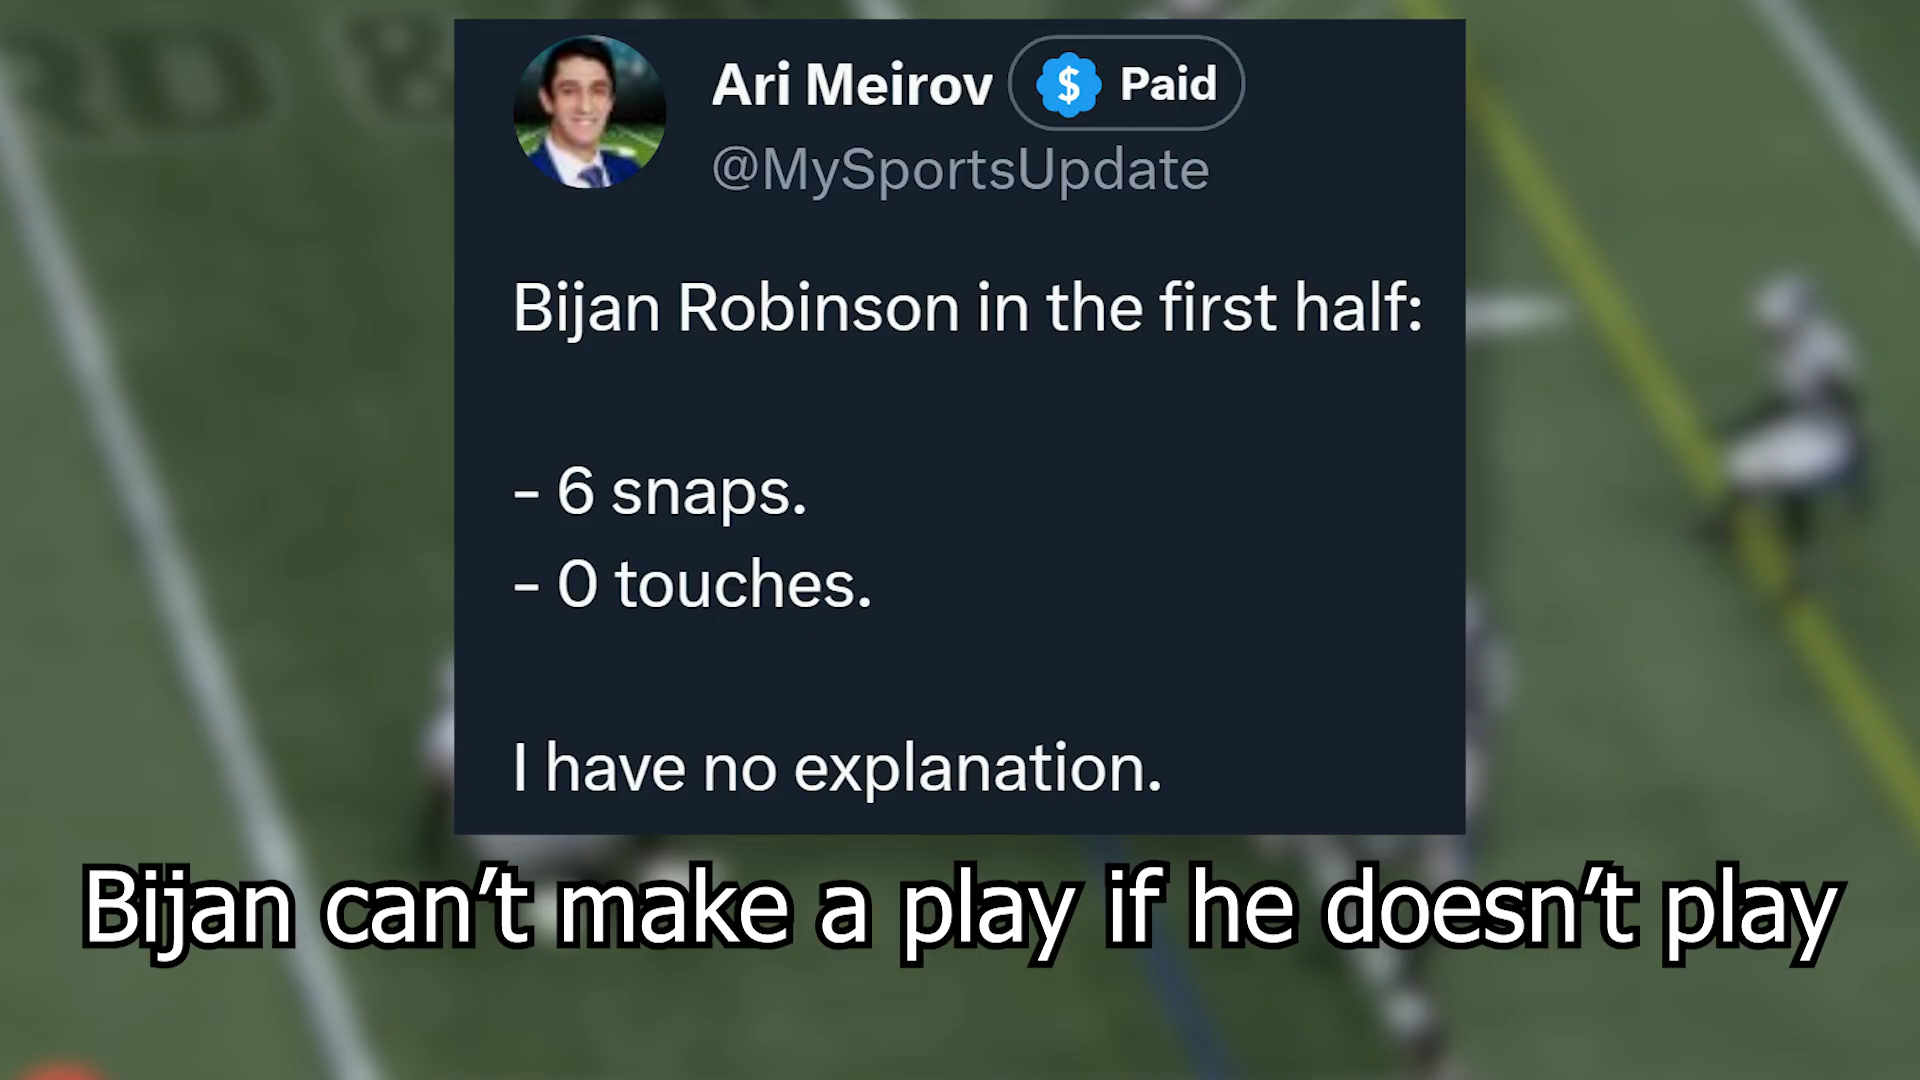 Ari Meirov $ Paid
@MySportsUpdate
Bijan Robinson in the first half:
- 6 snaps.
- 0 touches.
I have no explanation.
Bijan can’t make a play if he doesn’t play